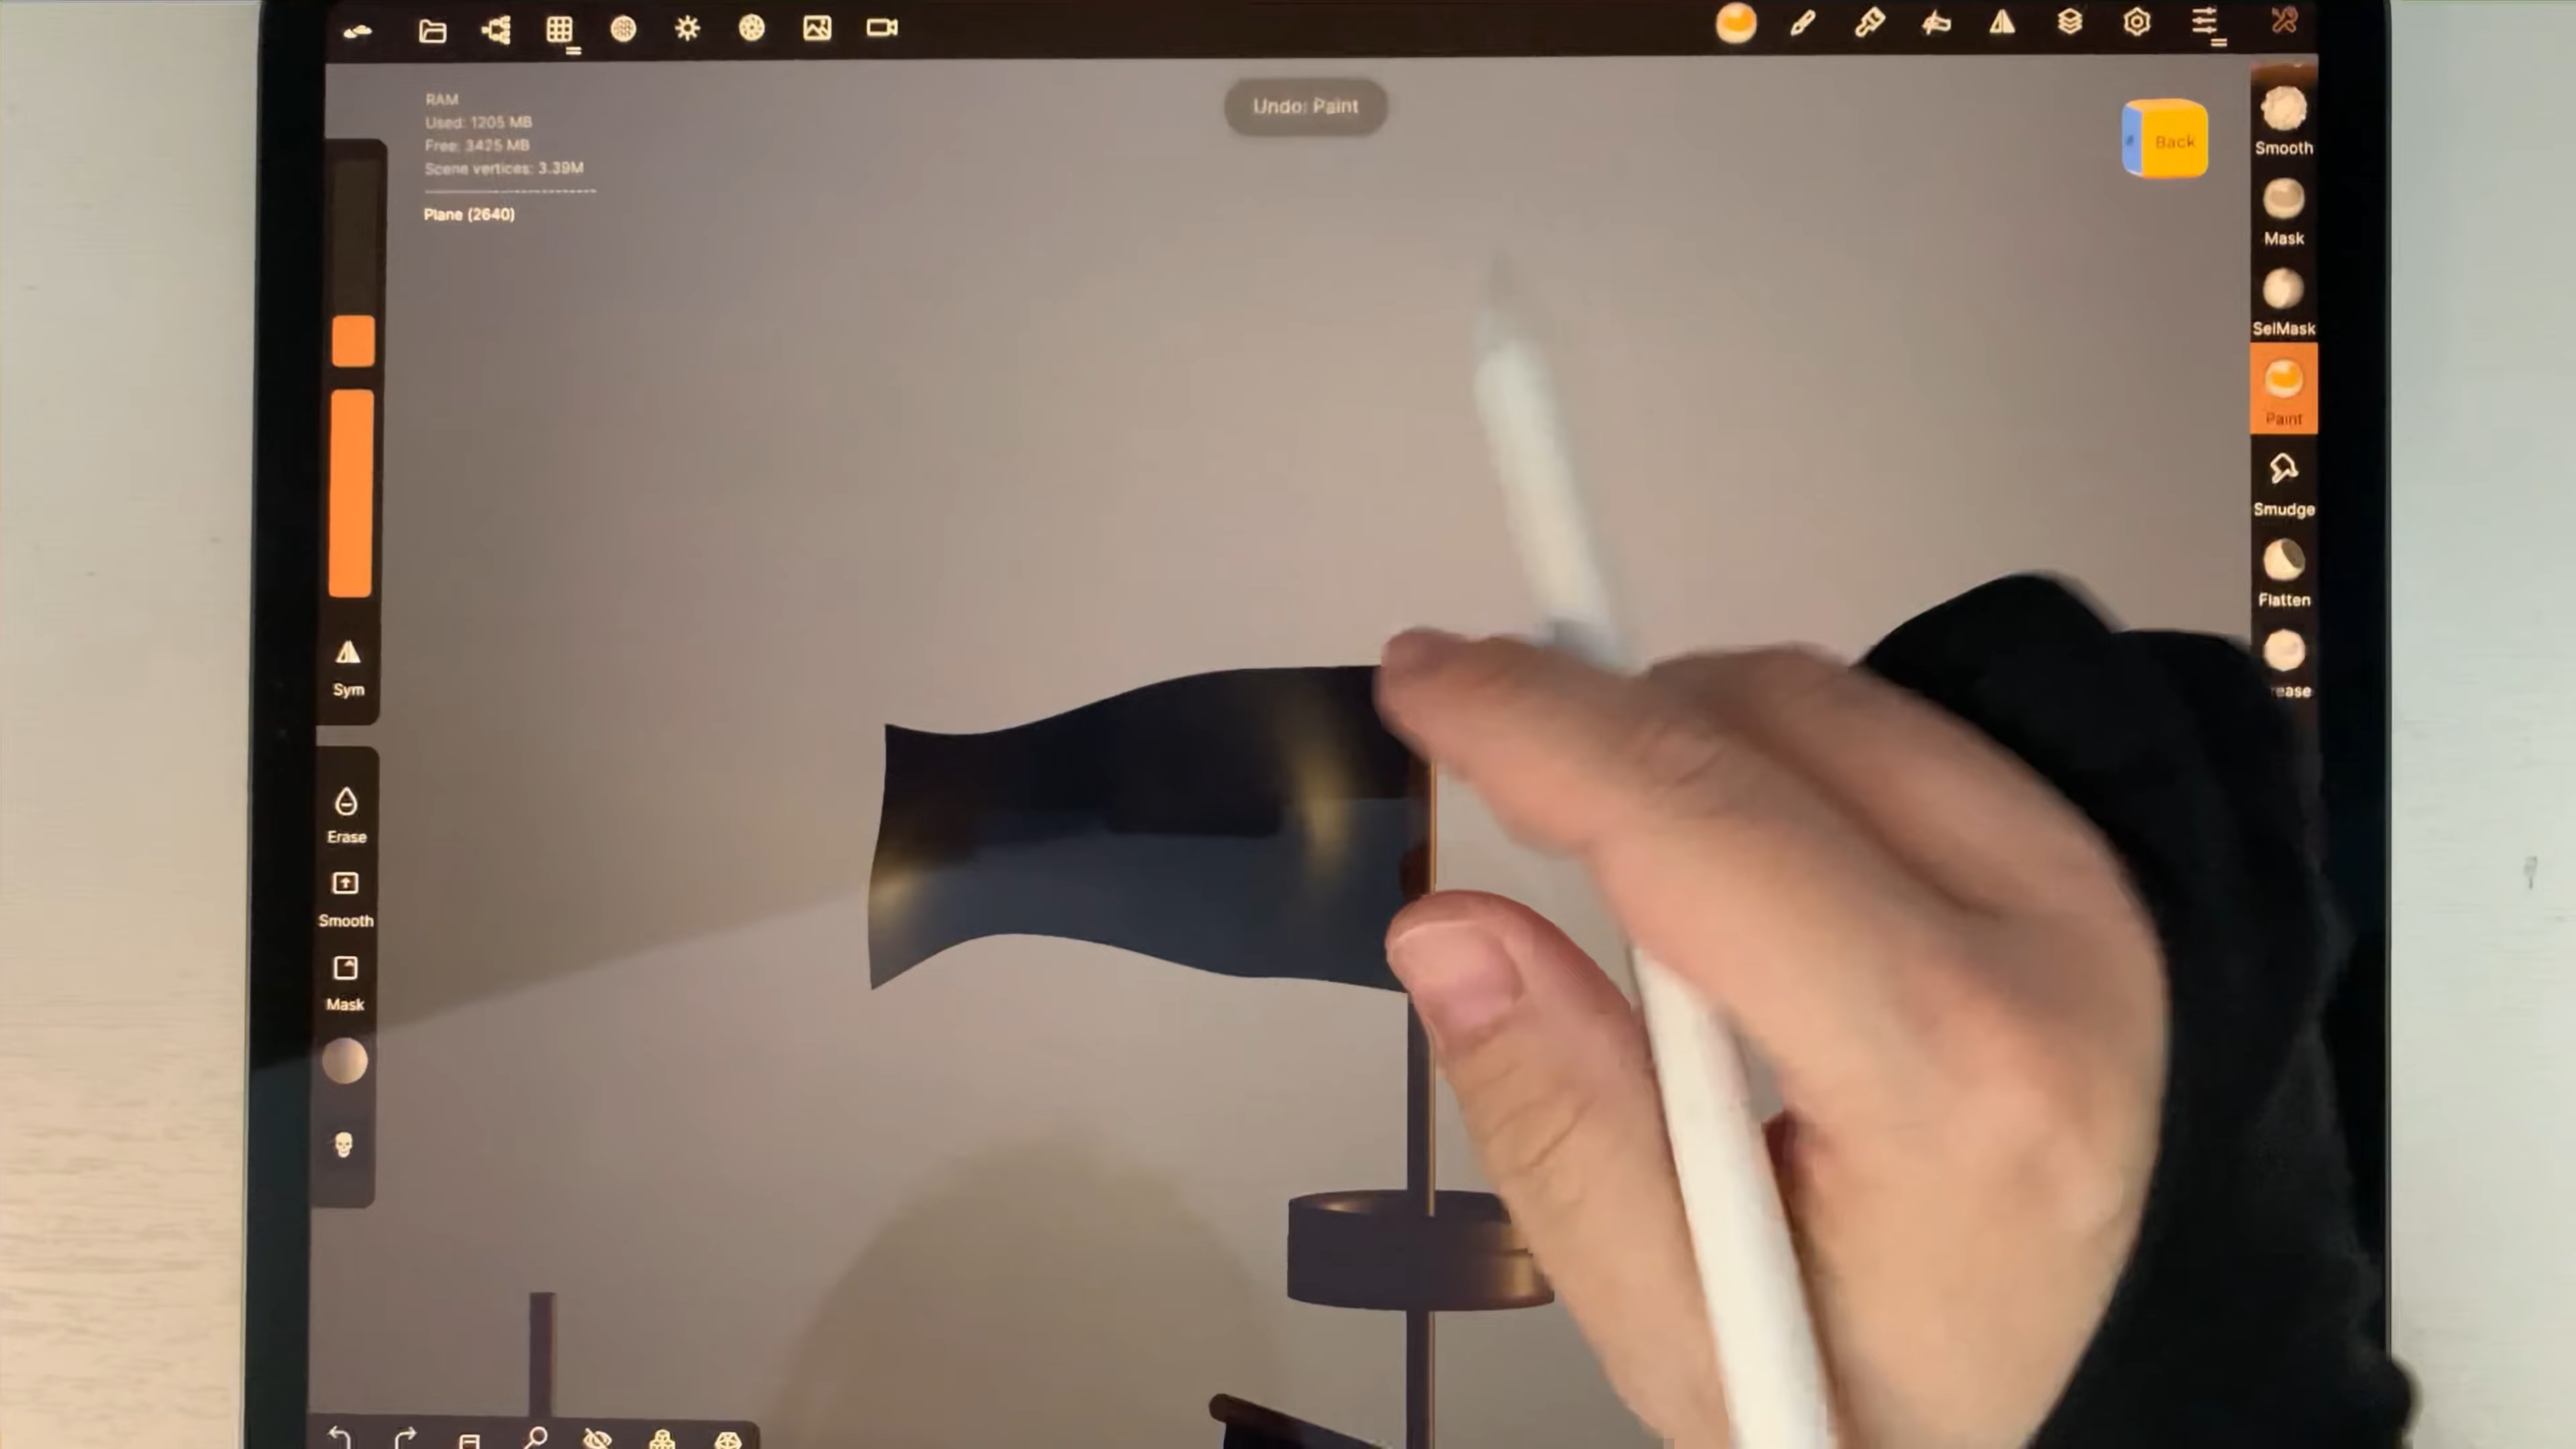 Undo: Paint
RAM
Used: 1205 MB
Free: 3425 MB
Scene vertices: 3.39M
Plane (2640)
Back
Smooth
Mask
SelMask
Paint
Smudge
Flatten
rease
Sym
Erase
Smooth
Mask